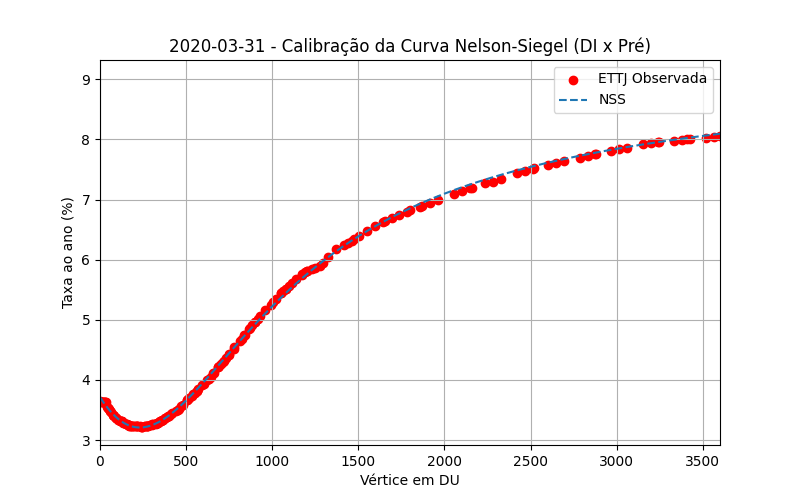 2020-03-31 - Calibração da Curva Nelson-Siegel (DI x Pré)
ETTJ Observada
NSS
Taxa ao ano (%)
9
8
7
6
5
4
3
0 500 1000 1500 2000 2500 3000 3500
Vértice em DU